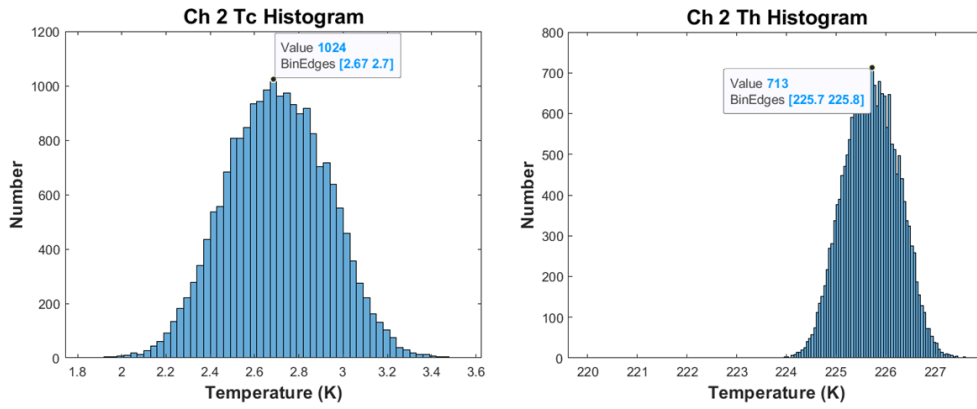 Ch 2 Tc Histogram
Value 1024
BinEdges [2.67 2.7]
1200
1000
800
600
400
200
0
1.8 2 2.2 2.4 2.6 2.8 3 3.2 3.4 3.6
Temperature (K)
Number
Ch 2 Th Histogram
Value 713
BinEdges [225.7 225.8]
800
700
600
500
400
300
200
100
0
220 221 222 223 224 225 226 227
Temperature (K)
Number